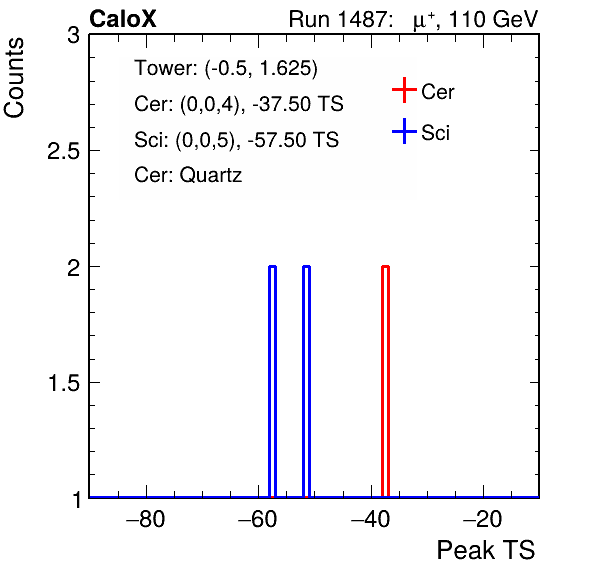 CaloX Run 1487: μ⁺, 110 GeV
Counts
3
2.5
2
1.5
1
Tower: (-0.5, 1.625)
Cer: (0,0,4), -37.50 TS
Sci: (0,0,5), -57.50 TS
Cer: Quartz
Cer
Sci
−80 −60 −40 −20
Peak TS